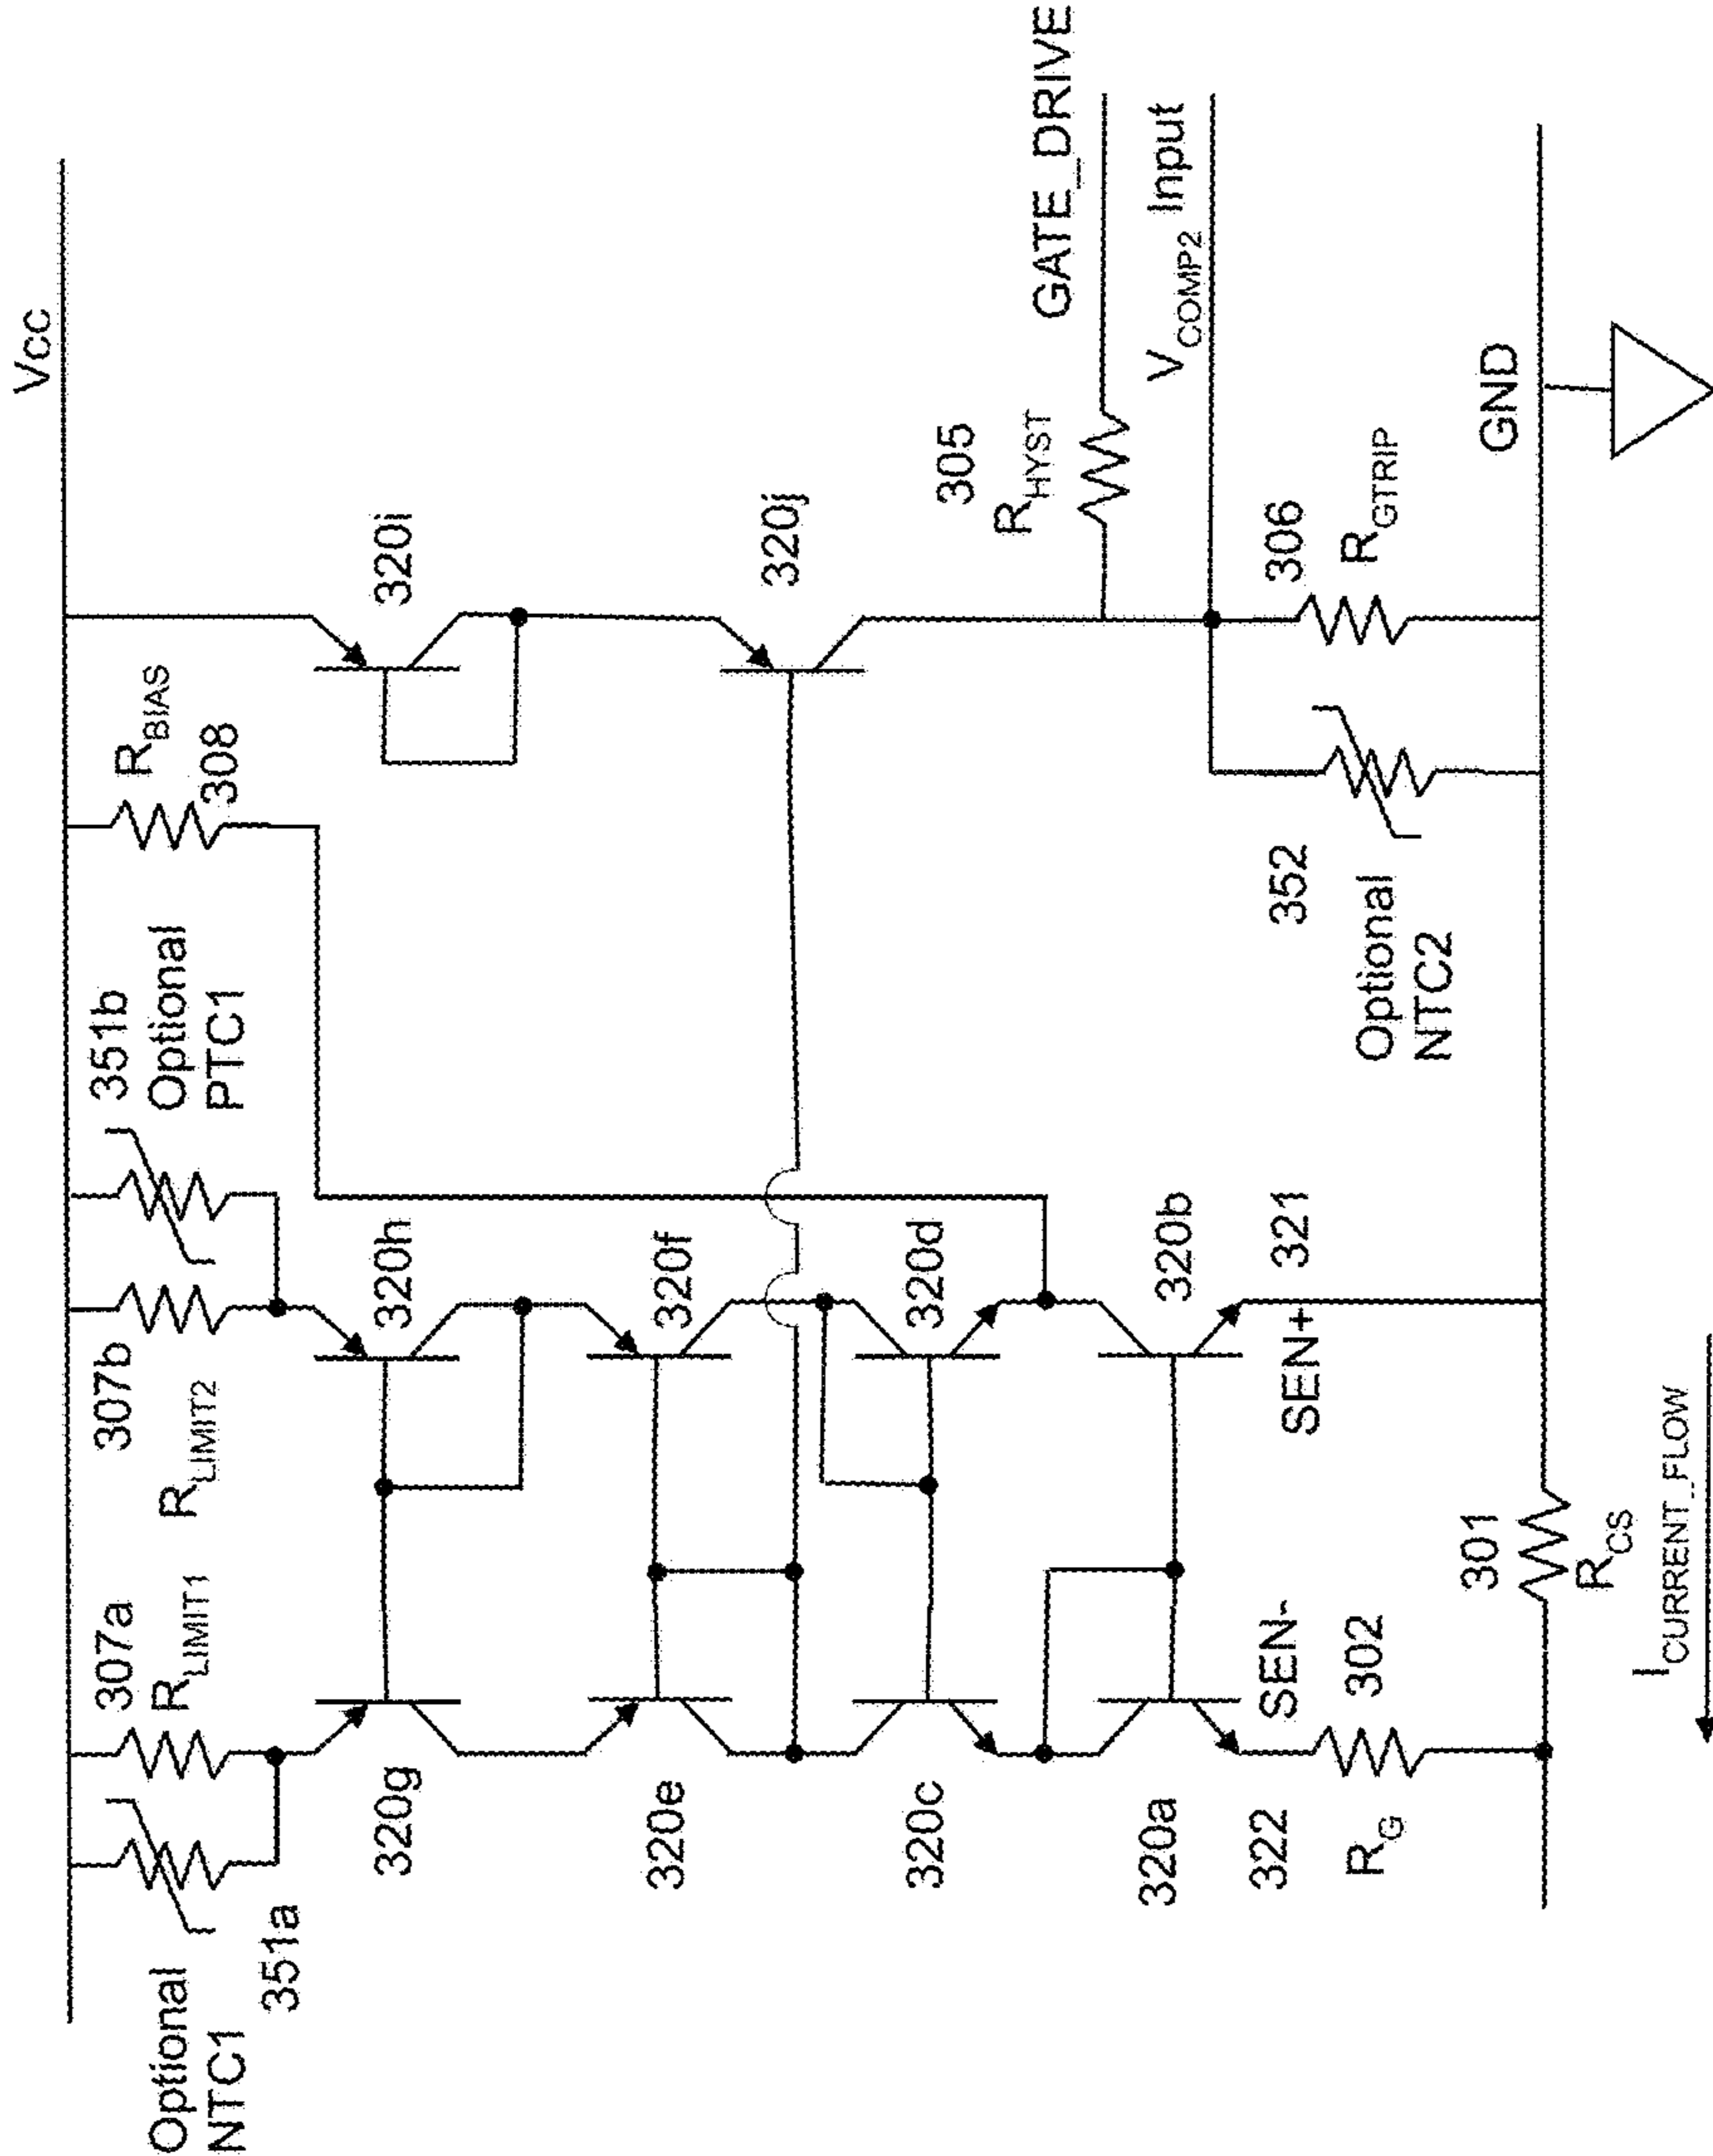 Vcc
Optional
NTC1
351a
307a
R_LIMIT1
307b
R_LIMIT2
351b
Optional
PTC1
R_BIAS
308
320g
320h
320i
320e
320f
320j
320c
320d
305
R_HYST
GATE_DRIVE
V_COMP2 Input
320a
320b
322
SEN-
SEN+
321
302
R_G
352
Optional
NTC2
306
R_GTRIP
GND
301
R_CS
I_CURRENT_FLOW